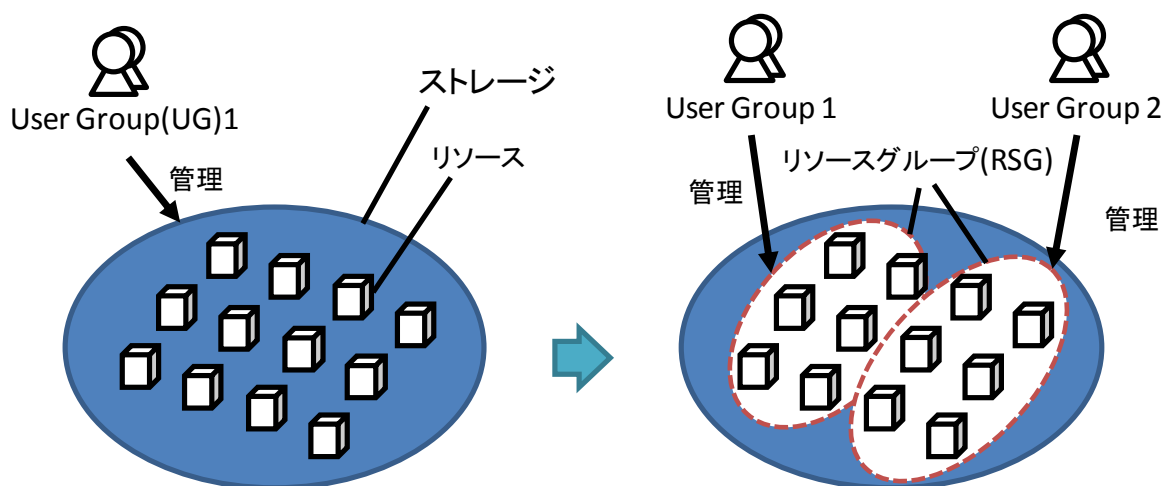 User Group(UG)1
管理
ストレージ
リソース
User Group 1
User Group 2
リソースグループ(RSG)
管理
管理